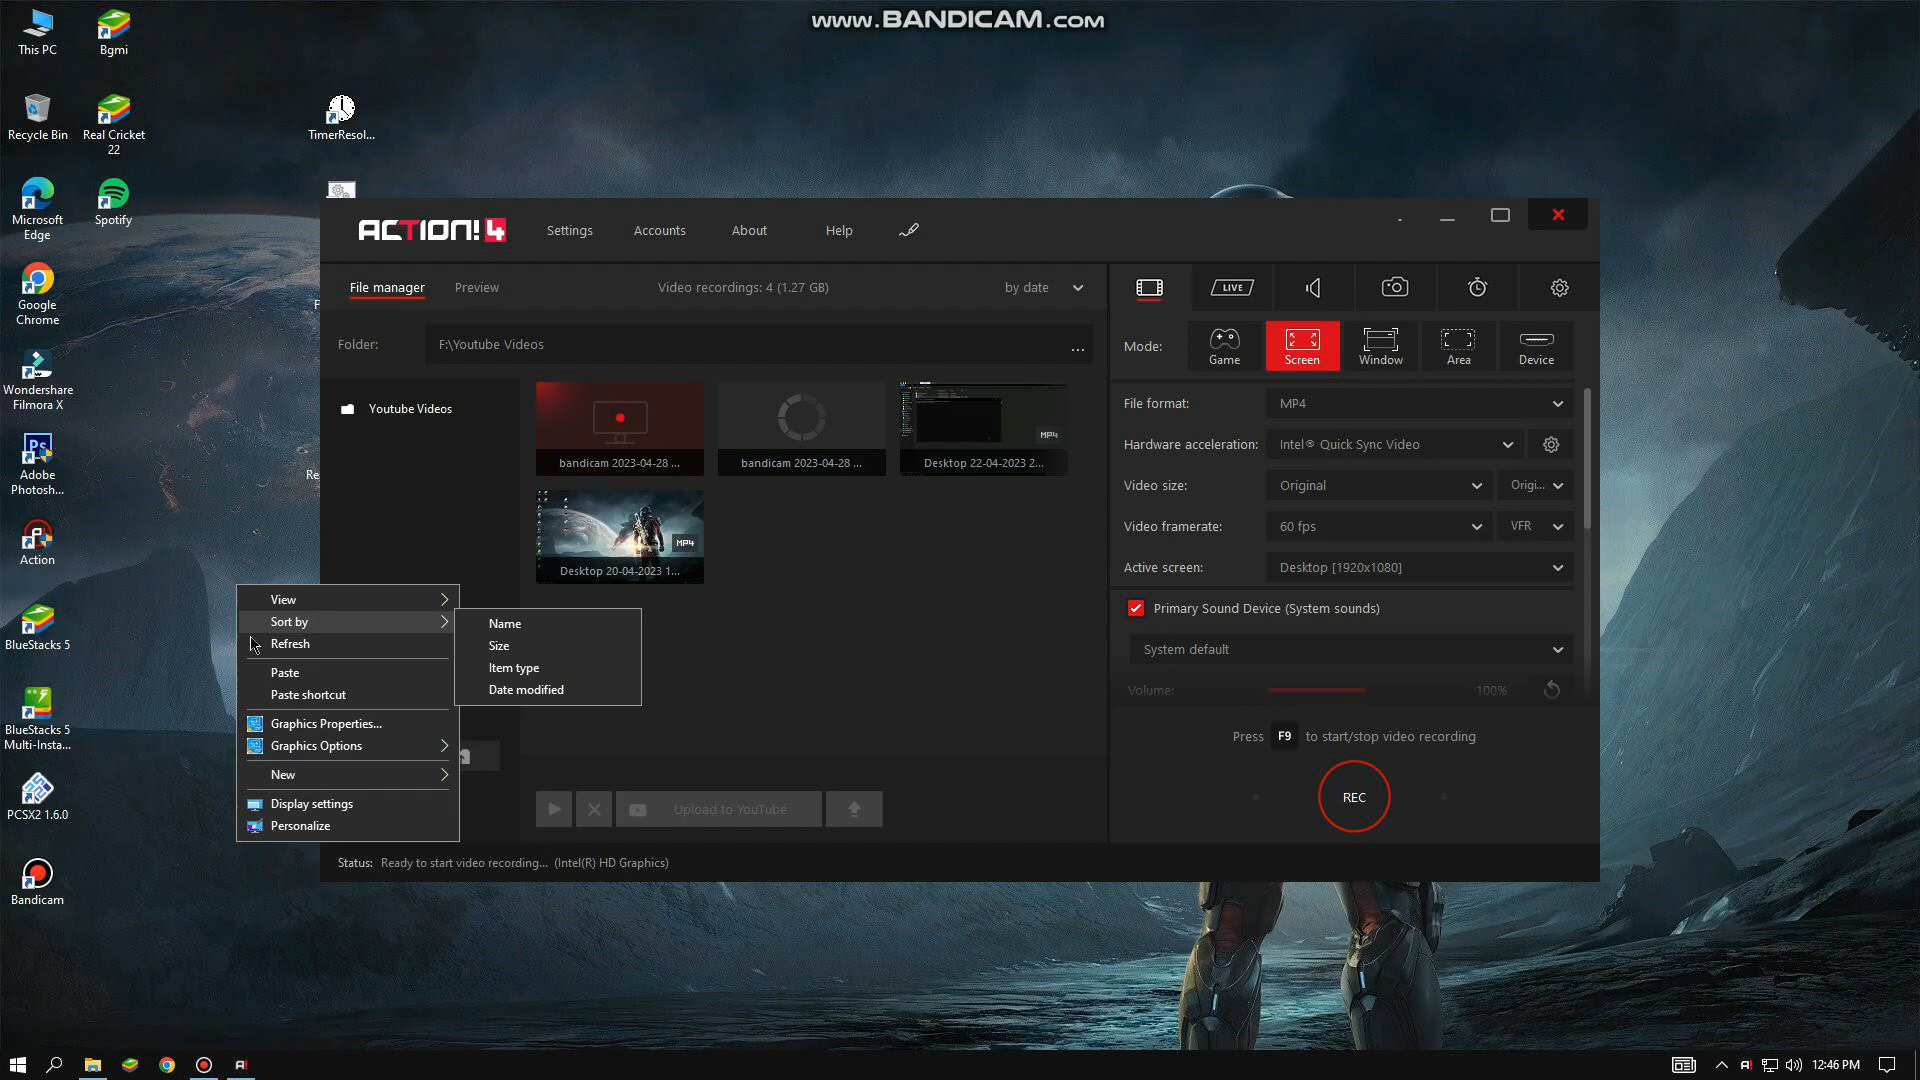 www.BANDICAM.com
This PC
Bgmi
Recycle Bin
Real Cricket
22
TimerResol...
Microsoft
Edge
Spotify
Google
Chrome
Wondershare
Filmora X
Adobe
Photosh...
Re
Action
BlueStacks 5
BlueStacks 5
Multi-Insta...
PCSX2 1.6.0
Bandicam
ACTION! 4
Settings
Accounts
About
Help
File manager
Preview
Video recordings: 4 (1.27 GB)
by date
Folder:
F:\Youtube Videos
...
Youtube Videos
bandicam 2023-04-28 ...
bandicam 2023-04-28 ...
MP4
Desktop 22-04-2023 2...
MP4
Desktop 20-04-2023 1...
Upload to YouTube
Status: Ready to start video recording... (Intel(R) HD Graphics)
LIVE
Mode:
Game
Screen
Window
Area
Device
File format:
MP4
Hardware acceleration:
Intel® Quick Sync Video
Video size:
Original
Origi...
Video framerate:
60 fps
VFR
Active screen:
Desktop [1920x1080]
Primary Sound Device (System sounds)
System default
Volume:
100%
Press F9 to start/stop video recording
REC
View
Sort by
Refresh
Paste
Paste shortcut
Graphics Properties...
Graphics Options
New
Display settings
Personalize
Name
Size
Item type
Date modified
12:46 PM